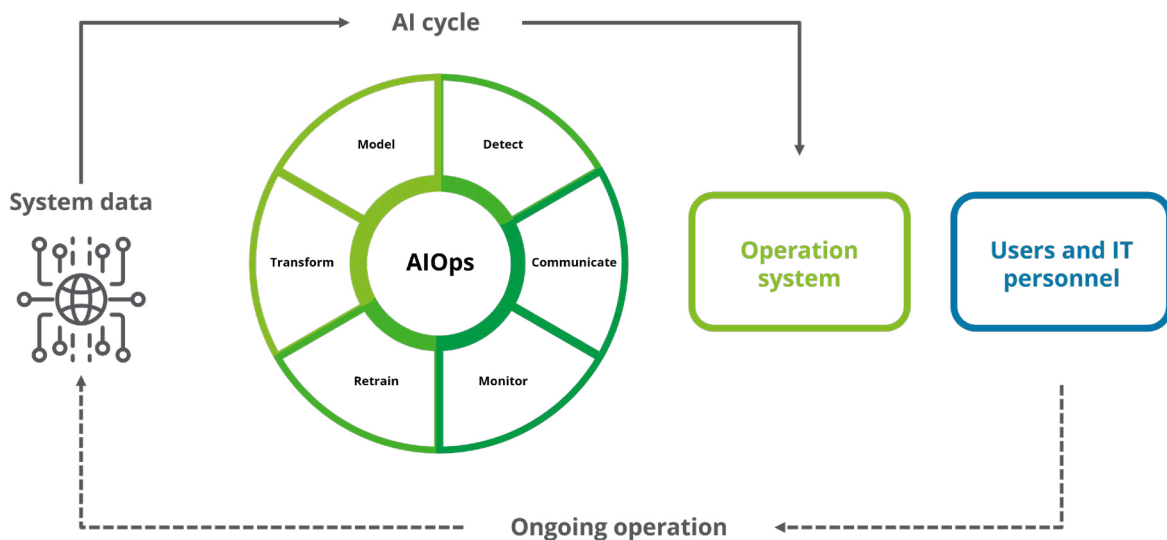 AI cycle
Model
Detect
System data
Transform
AIOps
Communicate
Operation
system
Users and IT
personnel
Retrain
Monitor
Ongoing operation